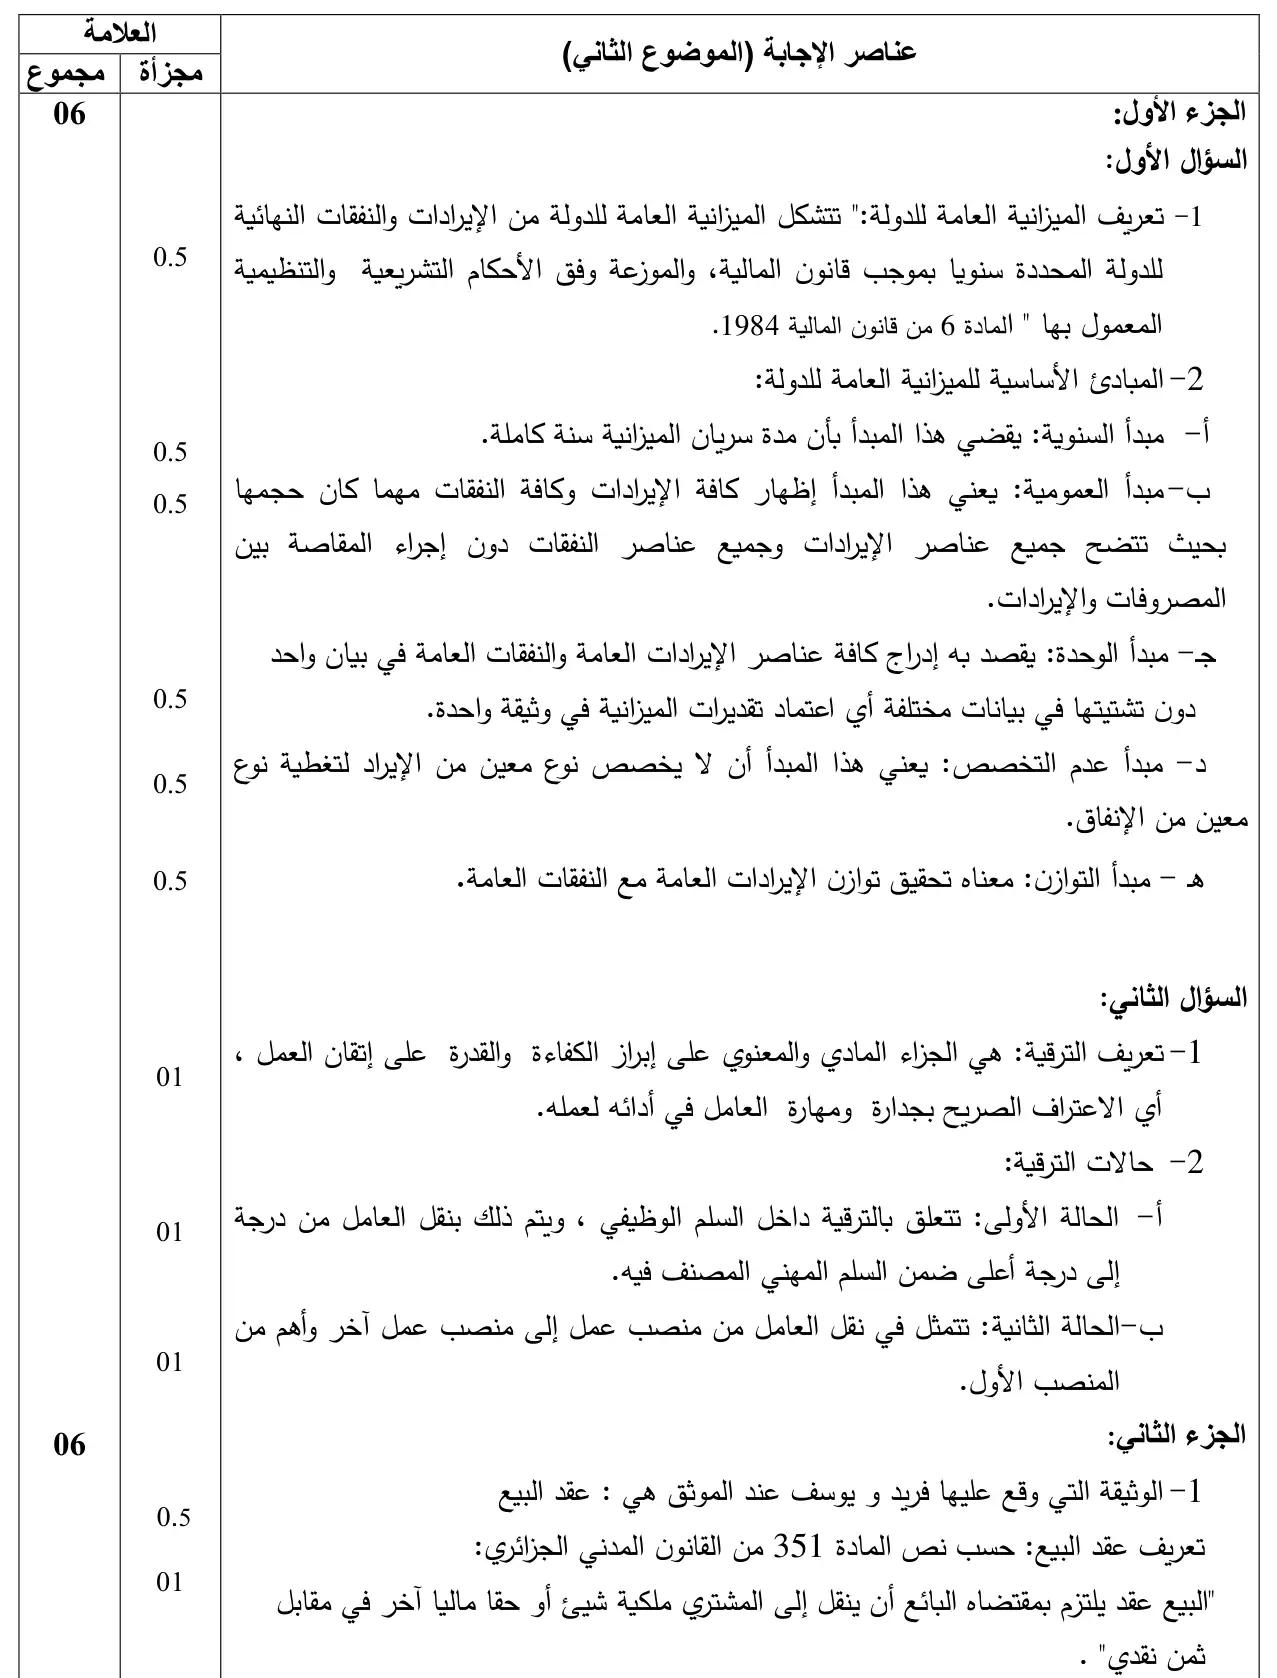 عناصر الإجابة (الموضوع الثاني)
العلامة
مجزأة
مجموع
الجزء الأول:
06
السؤال الأول:
1- تعريف الميزانية العامة للدولة:" تتشكل الميزانية العامة للدولة من الإيرادات والنفقات النهائية
للدولة المحددة سنويا بموجب قانون المالية، والموزعة وفق الأحكام التشريعية والتنظيمية
0.5
المعمول بها " المادة 6 من قانون المالية 1984.
2- المبادئ الأساسية للميزانية العامة للدولة:
أ- مبدأ السنوية: يقضي هذا المبدأ بأن مدة سريان الميزانية سنة كاملة.
0.5
ب-مبدأ العمومية: يعني هذا المبدأ إظهار كافة الإيرادات وكافة النفقات مهما كان حجمها
0.5
بحيث تتضح جميع عناصر الإيرادات وجميع عناصر النفقات دون إجراء المقاصة بين
المصروفات والإيرادات.
جـ- مبدأ الوحدة: يقصد به إدراج كافة عناصر الإيرادات العامة والنفقات العامة في بيان واحد
دون تشتيتها في بيانات مختلفة أي اعتماد تقديرات الميزانية في وثيقة واحدة.
0.5
د- مبدأ عدم التخصص: يعني هذا المبدأ أن لا يخصص نوع معين من الإيراد لتغطية نوع
0.5
معين من الإنفاق.
هـ - مبدأ التوازن: معناه تحقيق توازن الإيرادات العامة مع النفقات العامة.
0.5
السؤال الثاني:
1- تعريف الترقية: هي الجزاء المادي والمعنوي على إبراز الكفاءة والقدرة على إتقان العمل ،
01
أي الاعتراف الصريح بجدارة ومهارة العامل في أدائه لعمله.
2- حالات الترقية:
أ- الحالة الأولى: تتعلق بالترقية داخل السلم الوظيفي ، ويتم ذلك بنقل العامل من درجة
01
إلى درجة أعلى ضمن السلم المهني المصنف فيه.
ب-الحالة الثانية: تتمثل في نقل العامل من منصب عمل إلى منصب عمل آخر وأهم من
01
المنصب الأول.
الجزء الثاني:
06
1- الوثيقة التي وقع عليها فريد و يوسف عند الموثق هي : عقد البيع
0.5
تعريف عقد البيع: حسب نص المادة 351 من القانون المدني الجزائري:
01
"البيع عقد يلتزم بمقتضاه البائع أن ينقل إلى المشتري ملكية شيئ أو حقا ماليا آخر في مقابل
ثمن نقدي" .